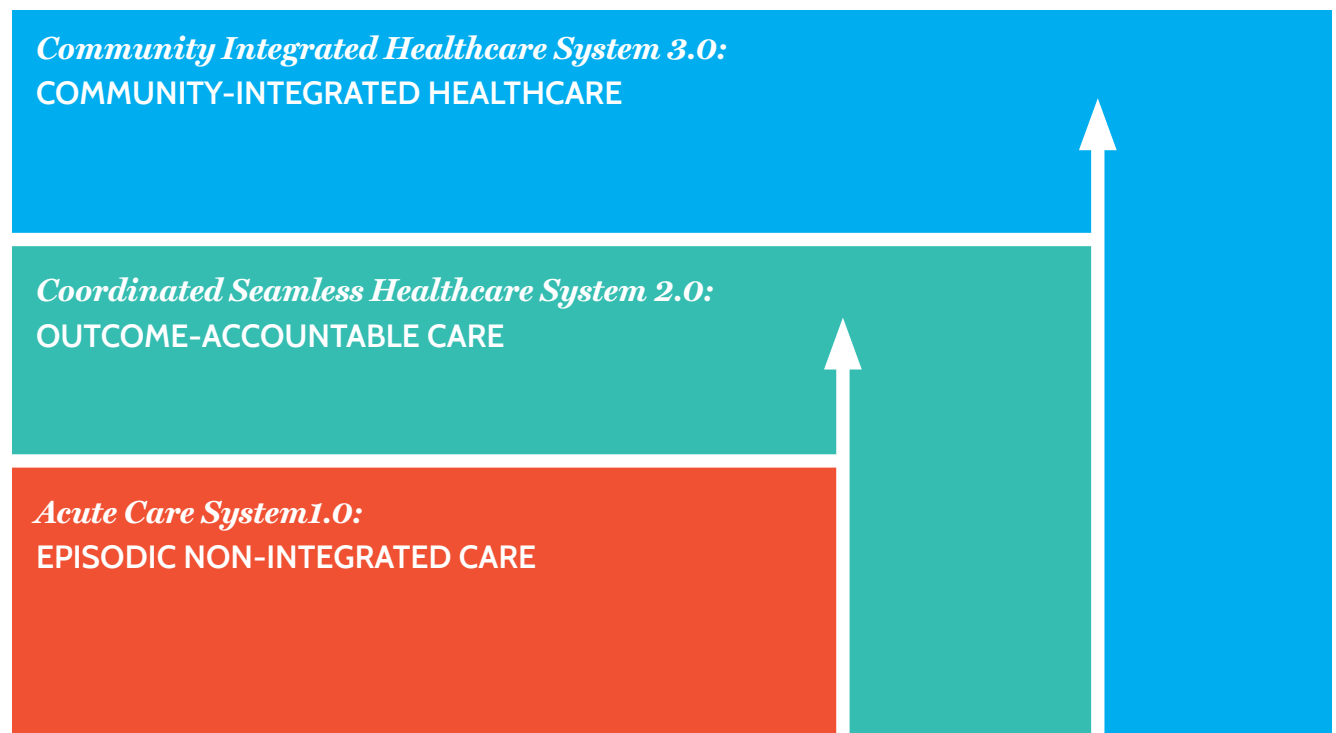 Community Integrated Healthcare System 3.0:
COMMUNITY-INTEGRATED HEALTHCARE
Coordinated Seamless Healthcare System 2.0:
OUTCOME-ACCOUNTABLE CARE
Acute Care System1.0:
EPISODIC NON-INTEGRATED CARE